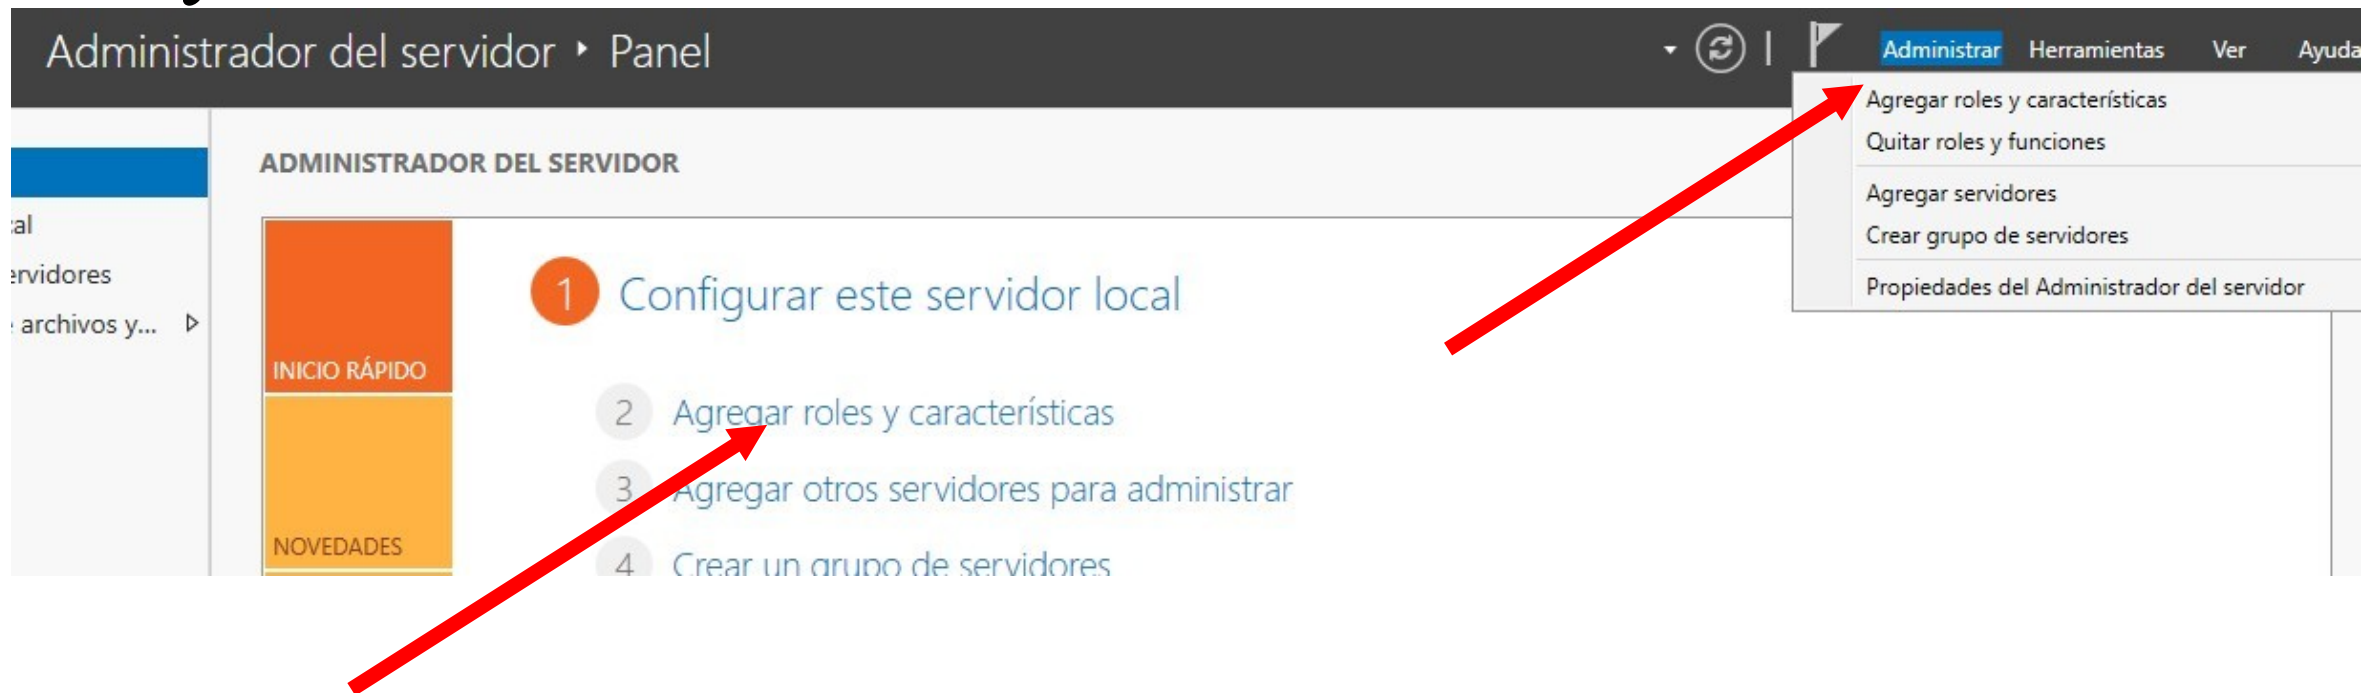 Administrador del servidor ‣ Panel
Administrar Herramientas Ver Ayuda
Agregar roles y características
Quitar roles y funciones
Agregar servidores
Crear grupo de servidores
Propiedades del Administrador del servidor
al
ervidores
archivos y...
ADMINISTRADOR DEL SERVIDOR
INICIO RÁPIDO
NOVEDADES
1 Configurar este servidor local
2 Agregar roles y características
3 Agregar otros servidores para administrar
4 Crear un grupo de servidores